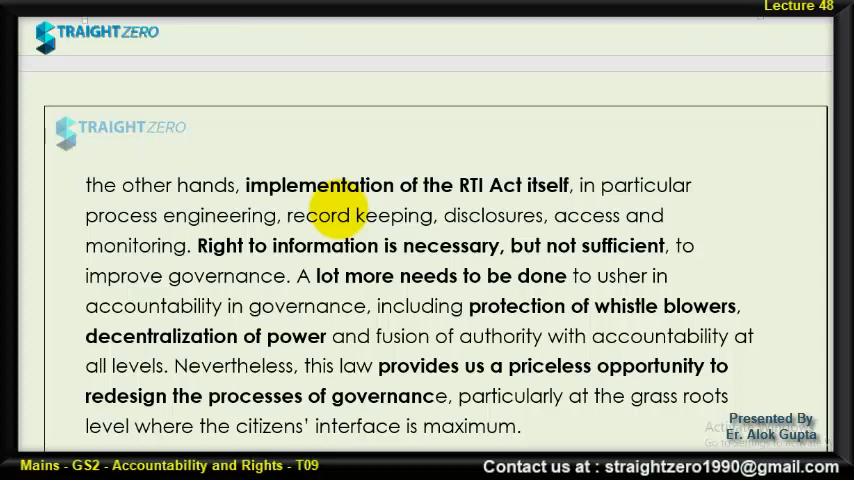 Lecture 48
STRAIGHTZERO
STRAIGHTZERO
the other hands, implementation of the RTI Act itself, in particular
process engineering, record keeping, disclosures, access and
monitoring. Right to information is necessary, but not sufficient, to
improve governance. A lot more needs to be done to usher in
accountability in governance, including protection of whistle blowers,
decentralization of power and fusion of authority with accountability at
all levels. Nevertheless, this law provides us a priceless opportunity to
redesign the processes of governance, particularly at the grass roots
level where the citizens' interface is maximum.
Presented By
Er. Alok Gupta
Mains - GS2 - Accountability and Rights - T09
Contact us at : straightzero1990@gmail.com